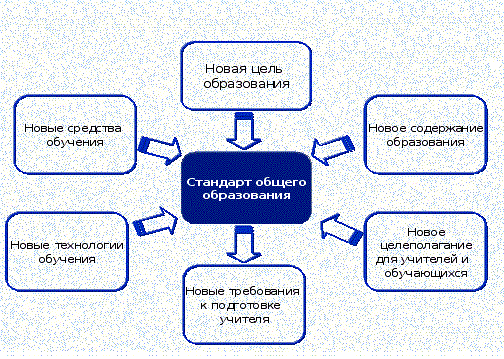 Новая цель
образования
Новые средства
обучения
Новое содержание
образования
Стандарт общего
образования
Новые технологии
обучения
Новое
целеполагание
для учителей и
обучающихся
Новые требования
к подготовке
учителя